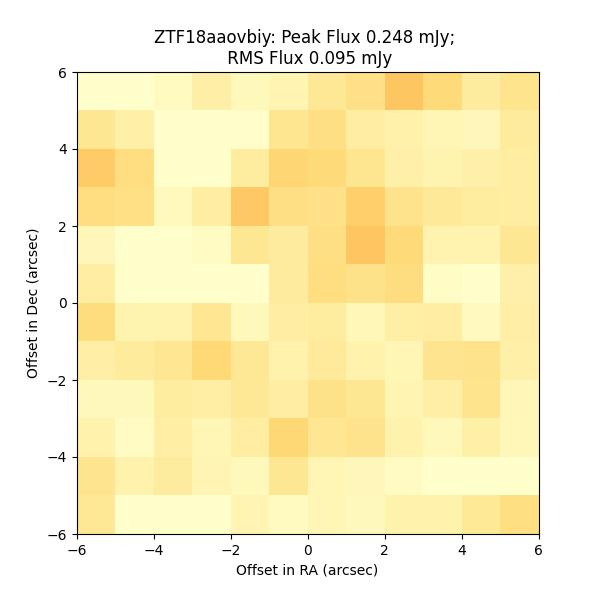 ZTF18aaovbiy: Peak Flux 0.248 mJy;
RMS Flux 0.095 mJy
6
4
2
0
−2
−4
−6
Offset in Dec (arcsec)
−6 −4 −2 0 2 4 6
Offset in RA (arcsec)